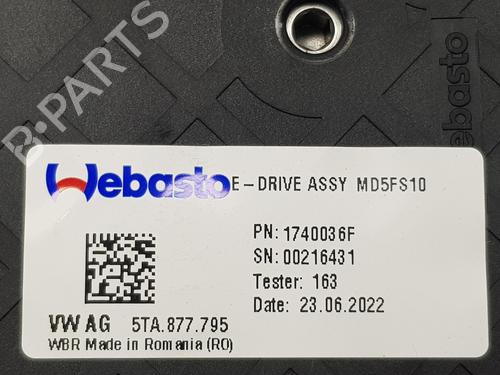 webasto
B-PARTS
Webasto E-DRIVE ASSY MD5FS10
PN: 1740036F
SN: 00216431
Tester: 163
Date: 23.06.2022
VW AG 5TA.877.795
WBR Made in Romania (RO)